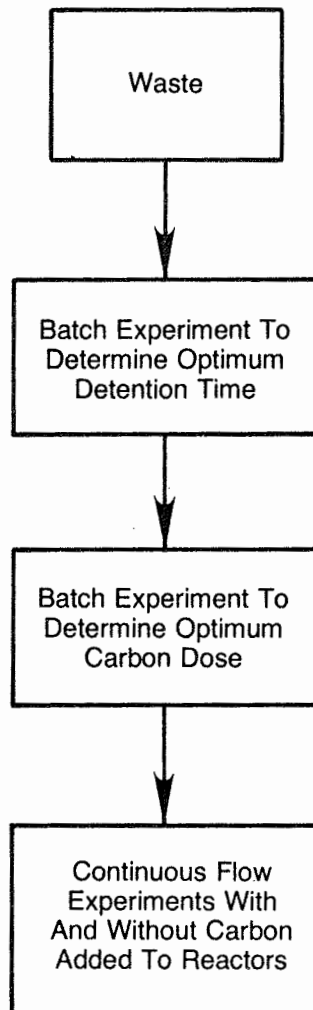 Waste
Batch Experiment To
Determine Optimum
Detention Time
Batch Experiment To
Determine Optimum
Carbon Dose
Continuous Flow
Experiments With
And Without Carbon
Added To Reactors